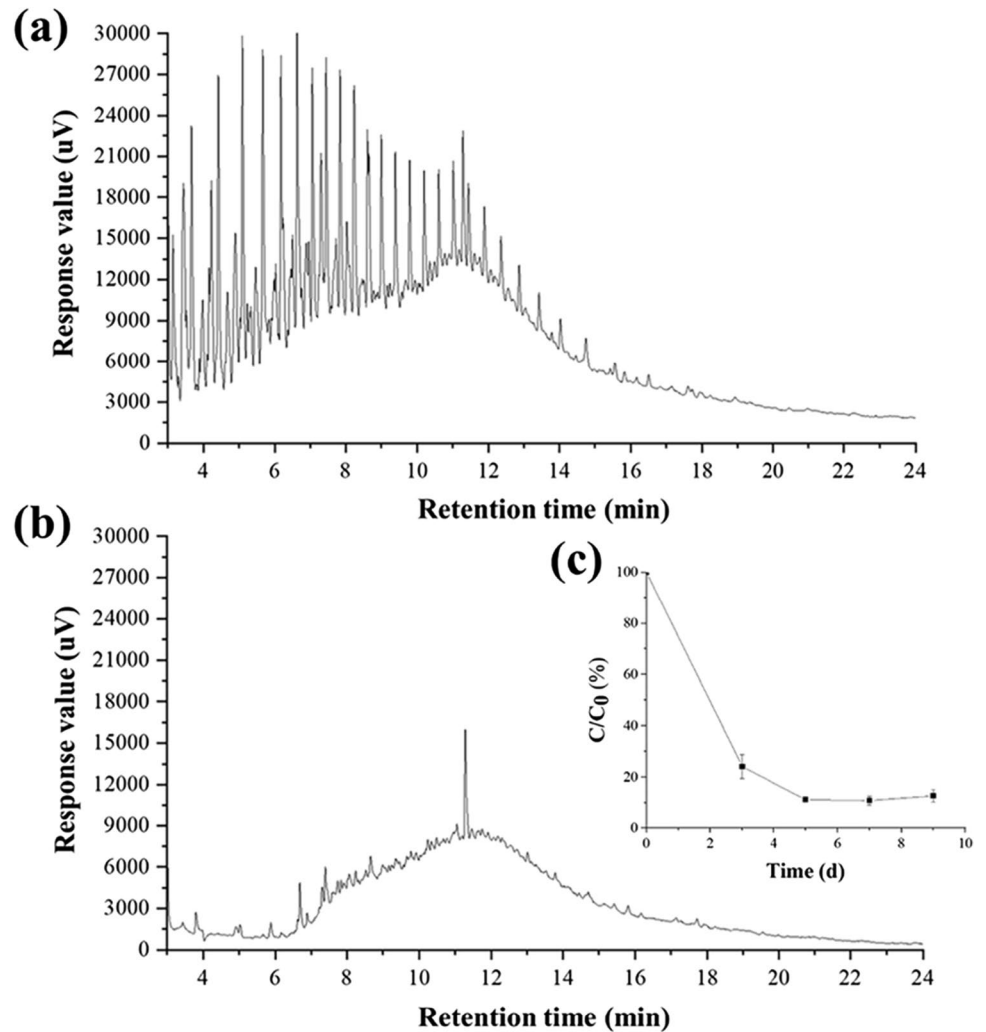 (a)
Response value (uV)
30000
27000
24000
21000
18000
15000
12000
9000
6000
3000
0
4 6 8 10 12 14 16 18 20 22 24
Retention time (min)
(b)
Response value (uV)
30000
27000
24000
21000
18000
15000
12000
9000
6000
3000
0
4 6 8 10 12 14 16 18 20 22 24
Retention time (min)
(c)
C/C0 (%)
100
80
60
40
20
0
0 2 4 6 8 10
Time (d)